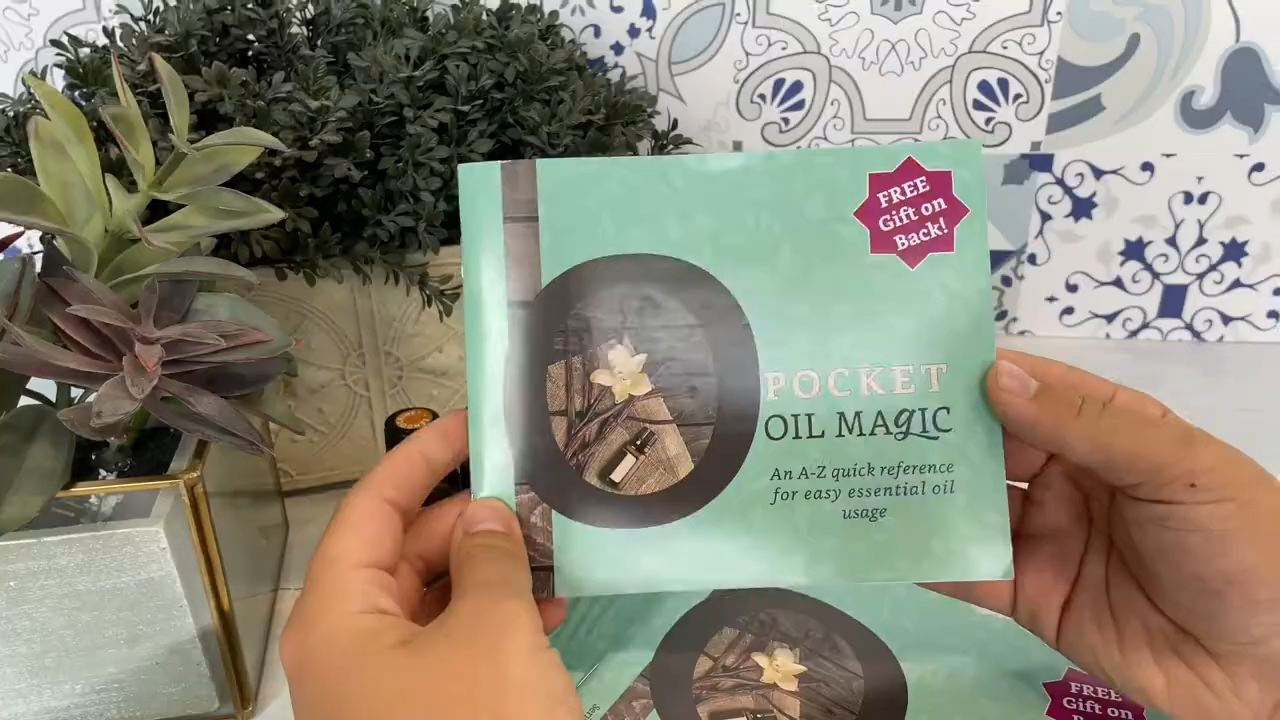 FREE
Gift on
Back!
POCKET
OIL MAGIC
An A-Z quick reference
for easy essential oil
usage
FREE
Gift on